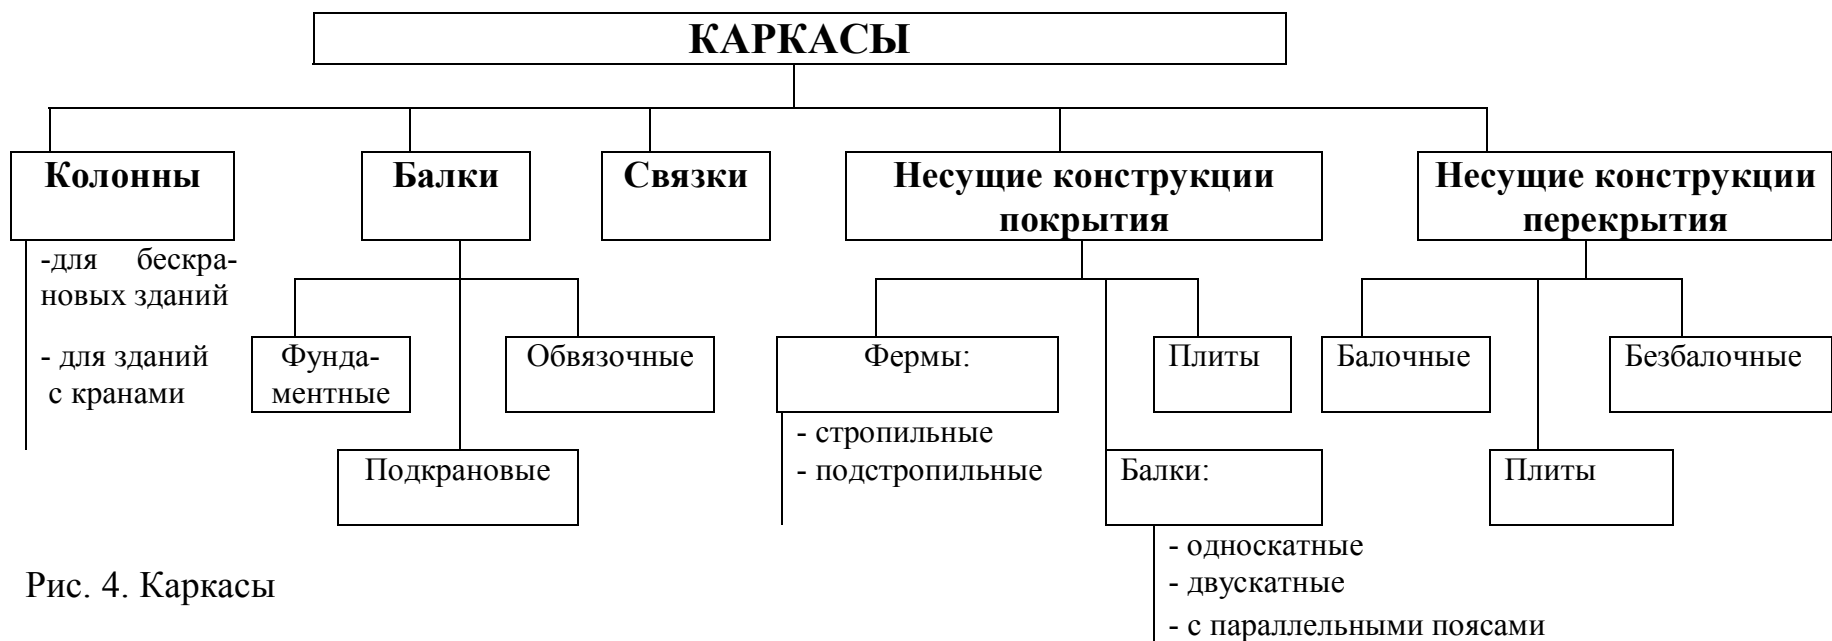 КАРКАСЫ
Колонны
Балки
Связки
Несущие конструкции
покрытия
Несущие конструкции
перекрытия
-для бескра-
новых зданий
- для зданий
с кранами
Фунда-
ментные
Обвязочные
Подкрановые
Фермы:
- стропильные
- подстропильные
Плиты
Балки:
- односкатные
- двускатные
- с параллельными поясами
Балочные
Безбалочные
Плиты
Рис. 4. Каркасы